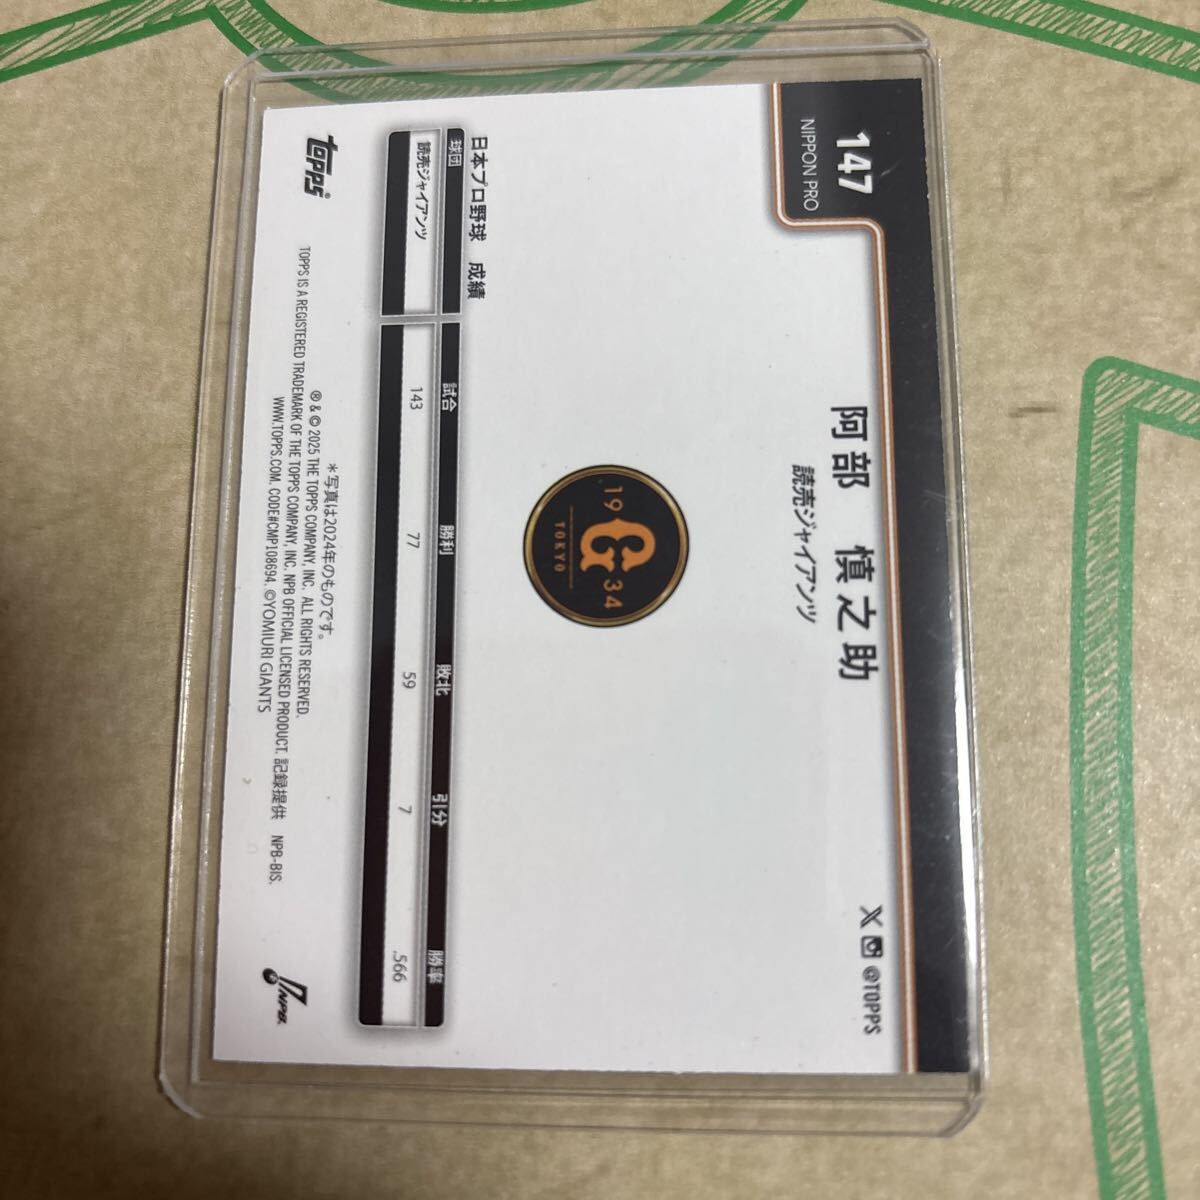 147
NIPPON PRO
阿部 慎之助
読売ジャイアンツ
@TOPPS
19 G 34
TOKYO
日本プロ野球 成績
球団 試合 勝利 敗北 引分 勝率
読売ジャイアンツ 143 77 59 7 .566
＊写真は2024年のものです。
® & © 2025 THE TOPPS COMPANY, INC. ALL RIGHTS RESERVED.
TOPPS IS A REGISTERED TRADEMARK OF THE TOPPS COMPANY, INC. NPB OFFICIAL LICENSED PRODUCT. 記録提供 NPB-BIS.
WWW.TOPPS.COM. CODE#CMP108694. ©YOMIURI GIANTS
topps®
NPB